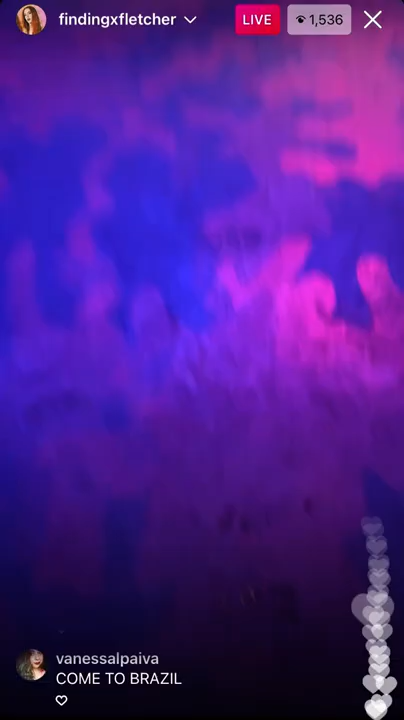 findingxfletcher
LIVE
1,536
vanessalpaiva
COME TO BRAZIL
♡